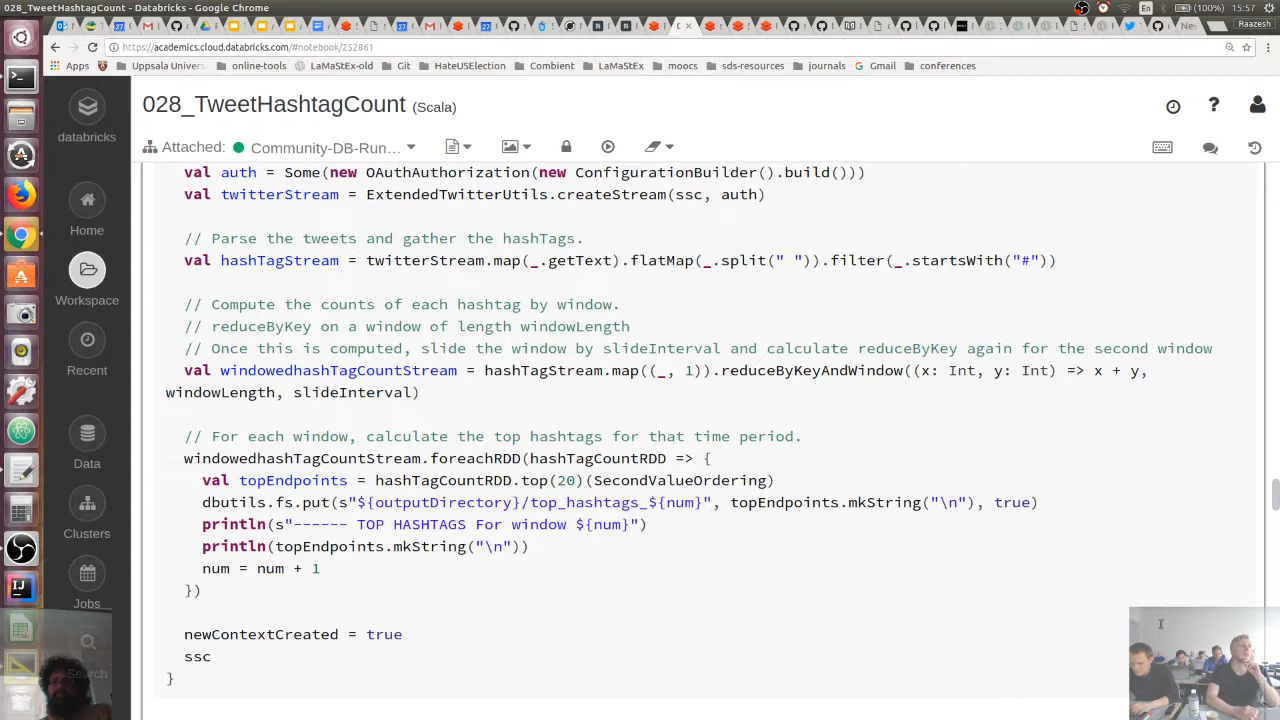 028_TweetHashtagCount - Databricks - Google Chrome
En
(100%)
15:57
Raazesh
https://academics.cloud.databricks.com/#notebook/252861
Apps
Uppsala Univers
online-tools
LaMaStEx-old
Git
HateUSElection
Combient
LaMaStEx
moocs
sds-resources
journals
Gmail
conferences
028_TweetHashtagCount (Scala)
databricks
Attached: Community-DB-Run...
Home
Workspace
Recent
Data
Clusters
Jobs
Search
val auth = Some(new OAuthAuthorization(new ConfigurationBuilder().build()))
val twitterStream = ExtendedTwitterUtils.createStream(ssc, auth)
// Parse the tweets and gather the hashTags.
val hashTagStream = twitterStream.map(_.getText).flatMap(_.split(" ")).filter(_.startsWith("#"))
// Compute the counts of each hashtag by window.
// reduceByKey on a window of length windowLength
// Once this is computed, slide the window by slideInterval and calculate reduceByKey again for the second window
val windowedhashTagCountStream = hashTagStream.map((_, 1)).reduceByKeyAndWindow((x: Int, y: Int) => x + y,
windowLength, slideInterval)
// For each window, calculate the top hashtags for that time period.
windowedhashTagCountStream.foreachRDD(hashTagCountRDD => {
val topEndpoints = hashTagCountRDD.top(20)(SecondValueOrdering)
dbutils.fs.put(s"${outputDirectory}/top_hashtags_${num}", topEndpoints.mkString("\n"), true)
println(s"------ TOP HASHTAGS For window ${num}")
println(topEndpoints.mkString("\n"))
num = num + 1
})
newContextCreated = true
ssc
}